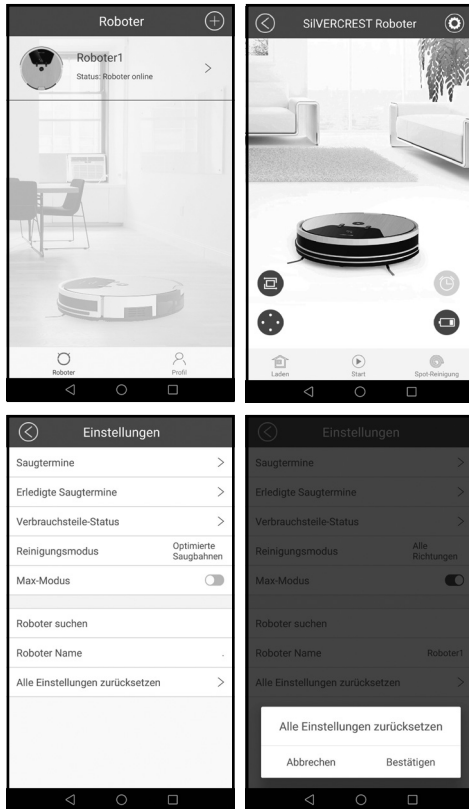 Roboter
Roboter1
Status: Roboter online
Roboter
Profil
SilVERCREST Roboter
Laden
Start
Spot-Reinigung
Einstellungen
Saugtermine
Erledigte Saugtermine
Verbrauchsteile-Status
Reinigungsmodus
Optimierte
Saugbahnen
Max-Modus
Roboter suchen
Roboter Name
Alle Einstellungen zurücksetzen
Einstellungen
Saugtermine
Erledigte Saugtermine
Verbrauchsteile-Status
Reinigungsmodus
Alle
Richtungen
Max-Modus
Roboter suchen
Roboter Name
Roboter1
Alle Einstellungen zurücksetzen
Alle Einstellungen zurücksetzen
Abbrechen
Bestätigen